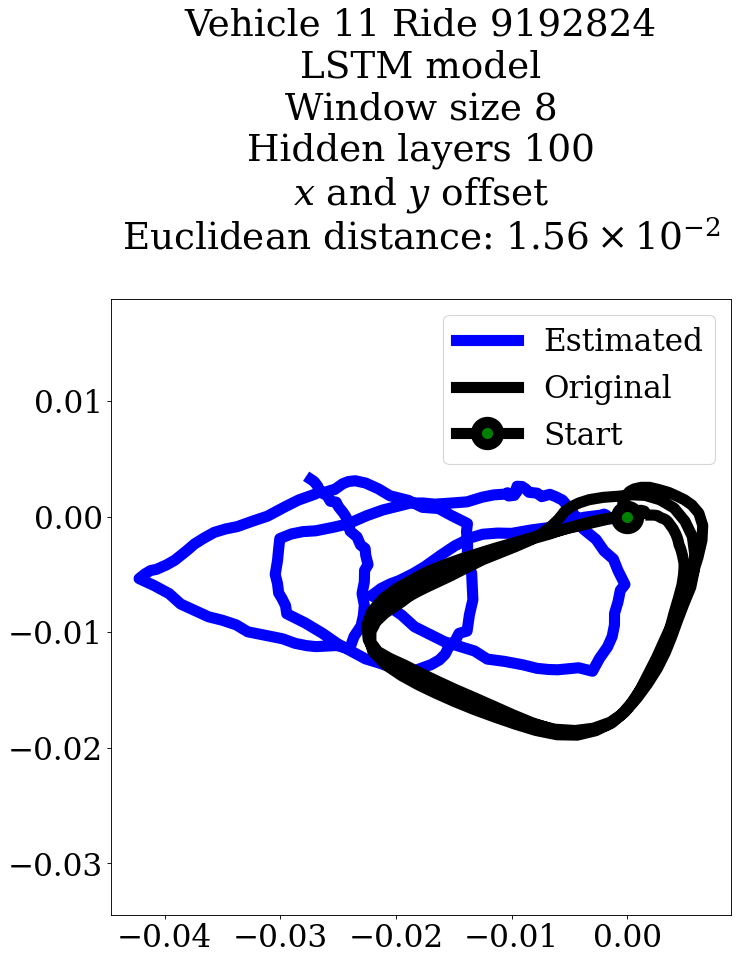 Vehicle 11 Ride 9192824
LSTM model
Window size 8
Hidden layers 100
x and y offset
Euclidean distance: 1.56 × 10⁻²
Estimated
Original
Start
0.01
0.00
−0.01
−0.02
−0.03
−0.04 −0.03 −0.02 −0.01 0.00